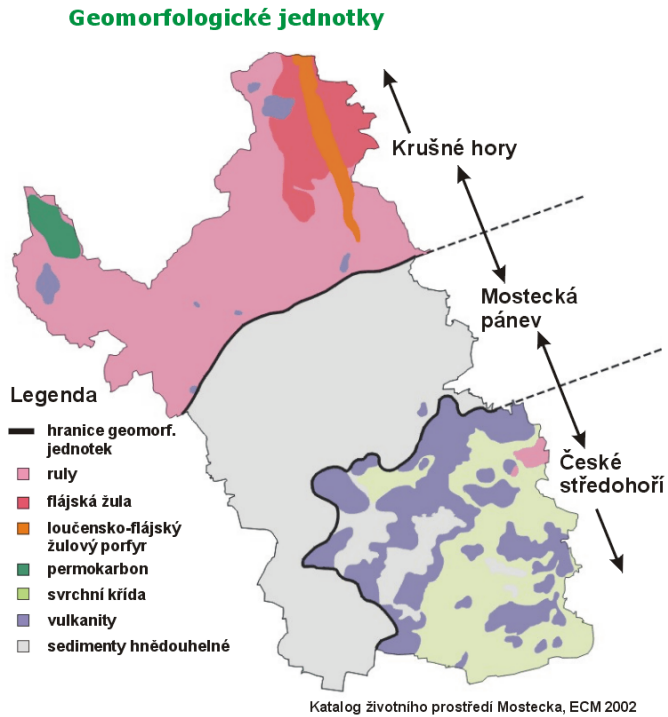 Geomorfologické jednotky
Krušné hory
Mostecká
pánev
České
středohoří
Legenda
hranice geomorf.
jednotek
ruly
flájská žula
loučensko-flájský
žulový porfyr
permokarbon
svrchní křída
vulkanity
sedimenty hnědouhelné
Katalog životního prostředí Mostecka, ECM 2002